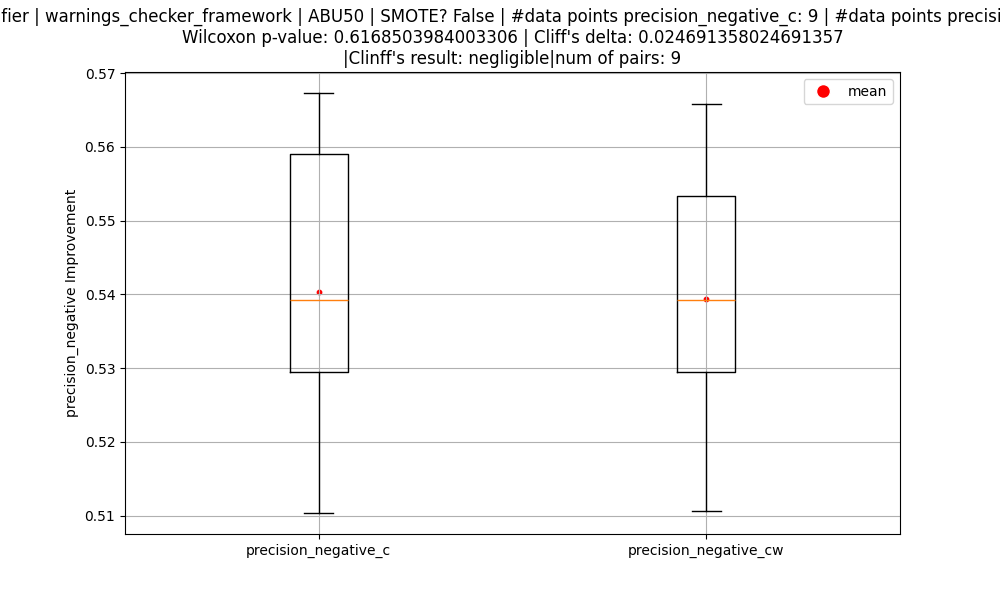 fier | warnings_checker_framework | ABU50 | SMOTE? False | #data points precision_negative_c: 9 | #data points precisi
Wilcoxon p-value: 0.6168503984003306 | Cliff's delta: 0.024691358024691357
|Clinff's result: negligible|num of pairs: 9
mean
precision_negative Improvement
0.57
0.56
0.55
0.54
0.53
0.52
0.51
precision_negative_c
precision_negative_cw